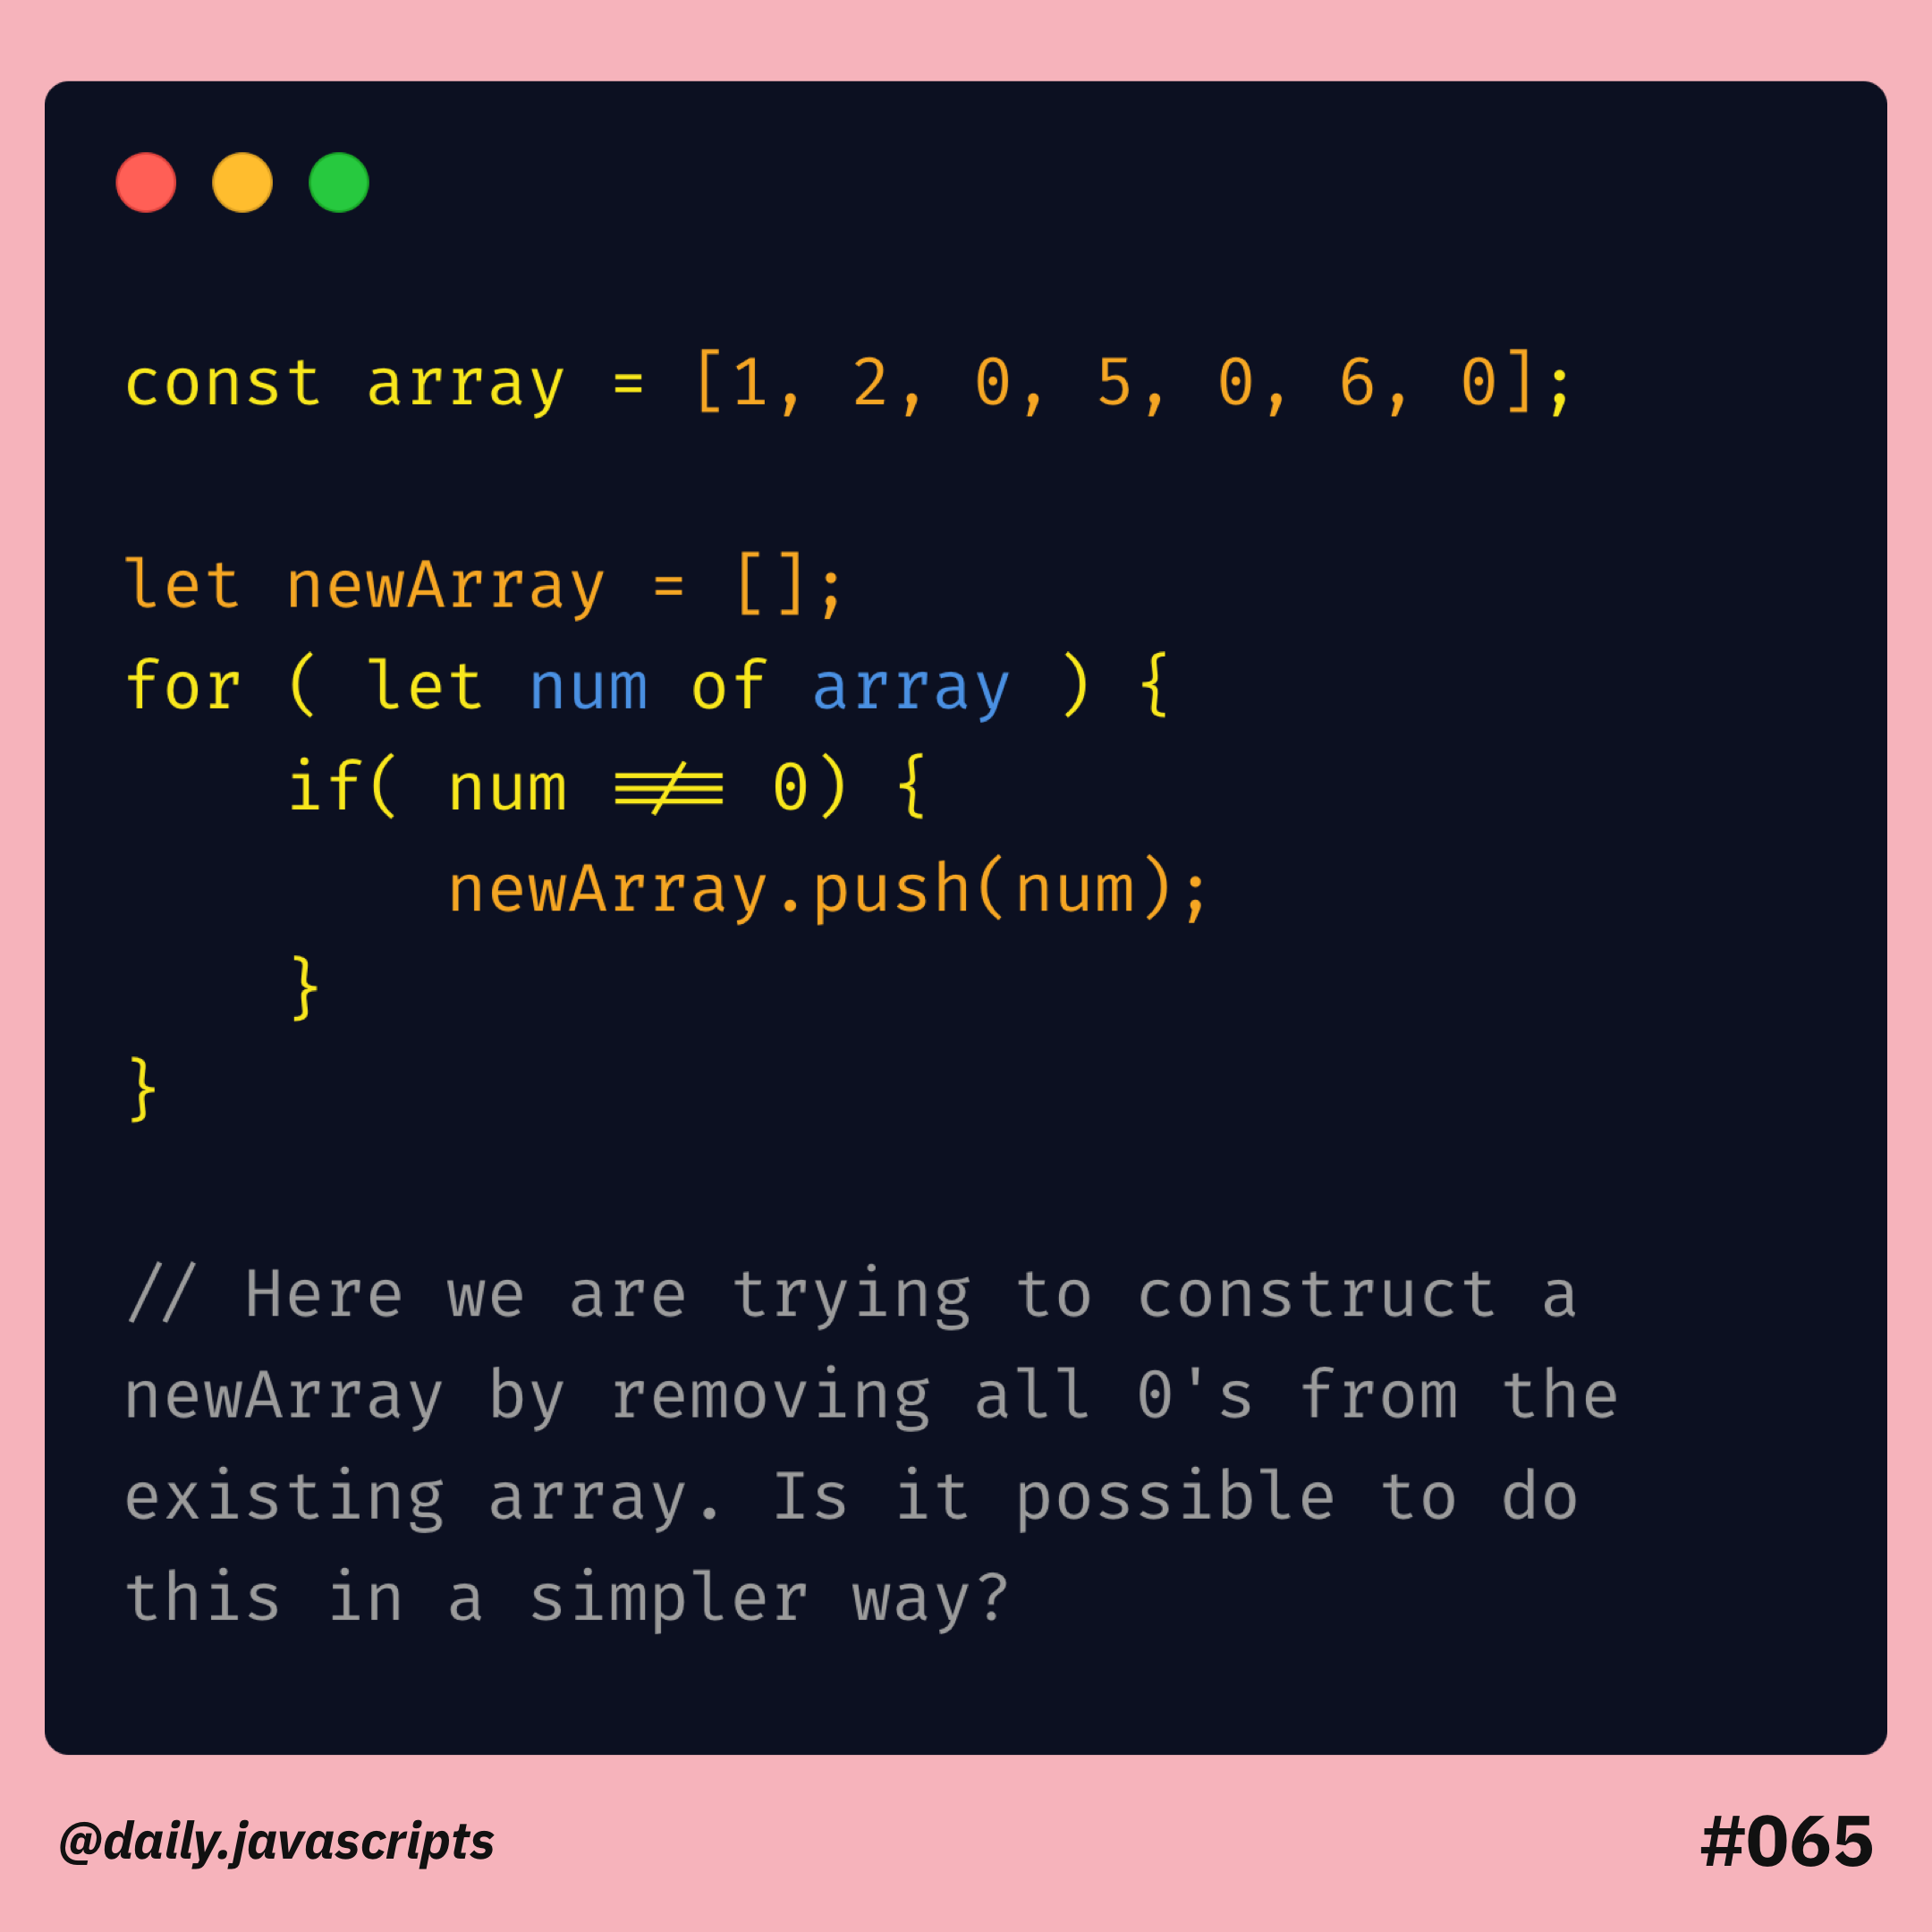 const array = [1, 2, 0, 5, 0, 6, 0];
let newArray = [];
for ( let num of array ) {
if( num !== 0) {
newArray.push(num);
}
}
// Here we are trying to construct a
newArray by removing all 0's from the
existing array. Is it possible to do
this in a simpler way?
@daily.javascripts
#065